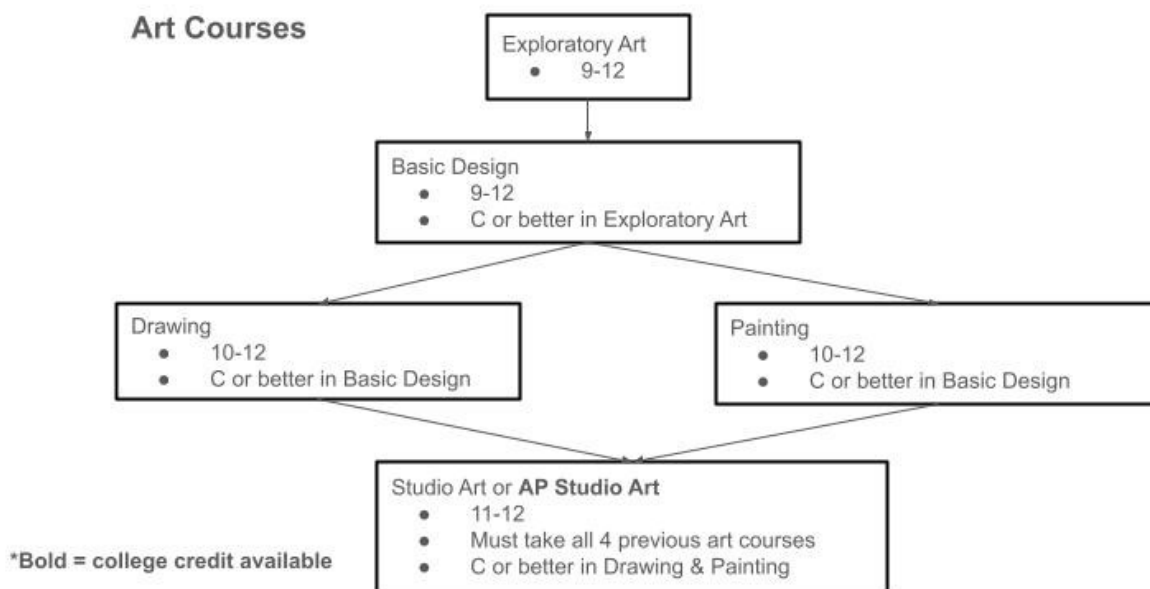 Art Courses
Exploratory Art
● 9-12
Basic Design
● 9-12
● C or better in Exploratory Art
Drawing
● 10-12
● C or better in Basic Design
Painting
● 10-12
● C or better in Basic Design
Studio Art or AP Studio Art
● 11-12
● Must take all 4 previous art courses
● C or better in Drawing & Painting
*Bold = college credit available